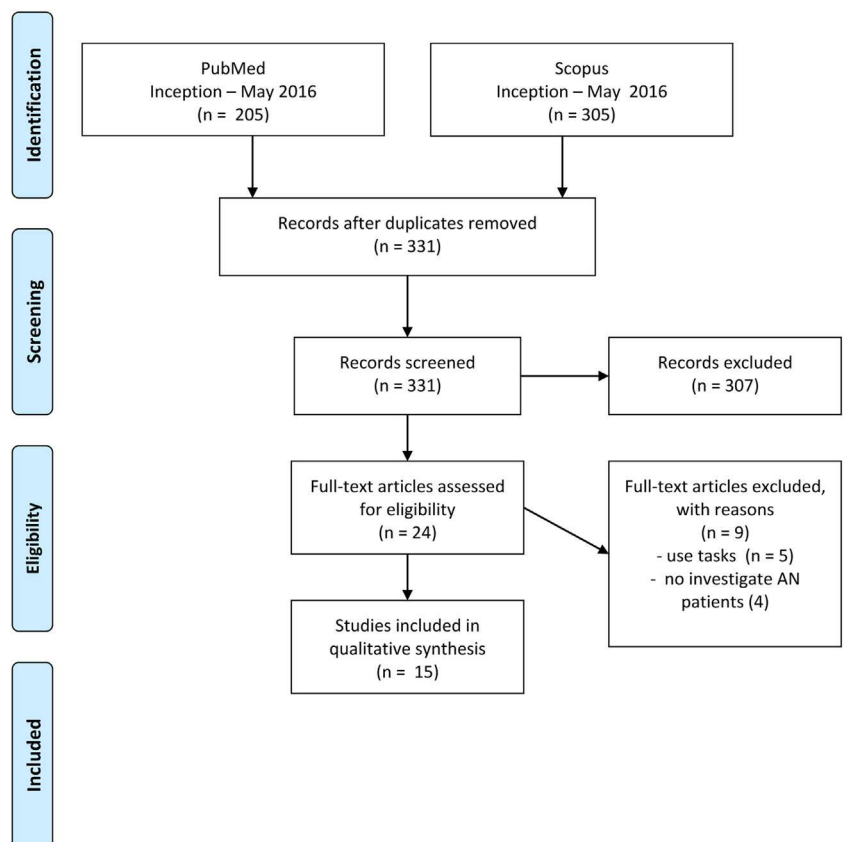 Identification
PubMed
Inception – May 2016
(n = 205)
Scopus
Inception – May 2016
(n = 305)
Records after duplicates removed
(n = 331)
Screening
Records screened
(n = 331)
Records excluded
(n = 307)
Eligibility
Full-text articles assessed
for eligibility
(n = 24)
Full-text articles excluded,
with reasons
(n = 9)
- use tasks (n = 5)
- no investigate AN
patients (4)
Studies included in
qualitative synthesis
(n = 15)
Included